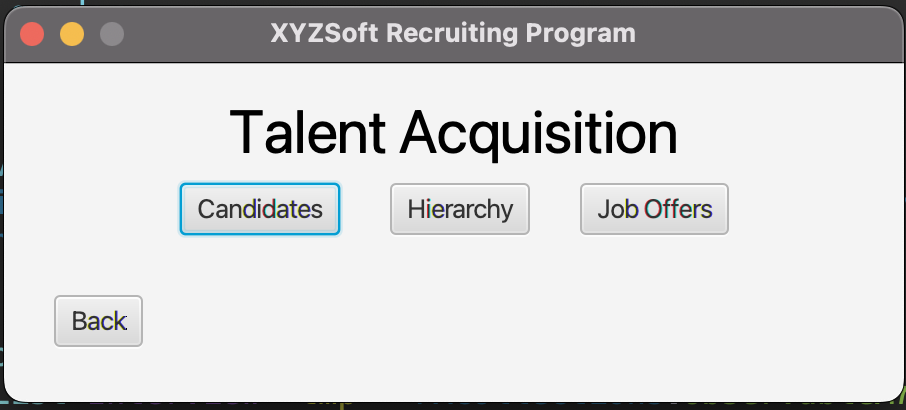 XYZSoft Recruiting Program
Talent Acquisition
Candidates
Hierarchy
Job Offers
Back